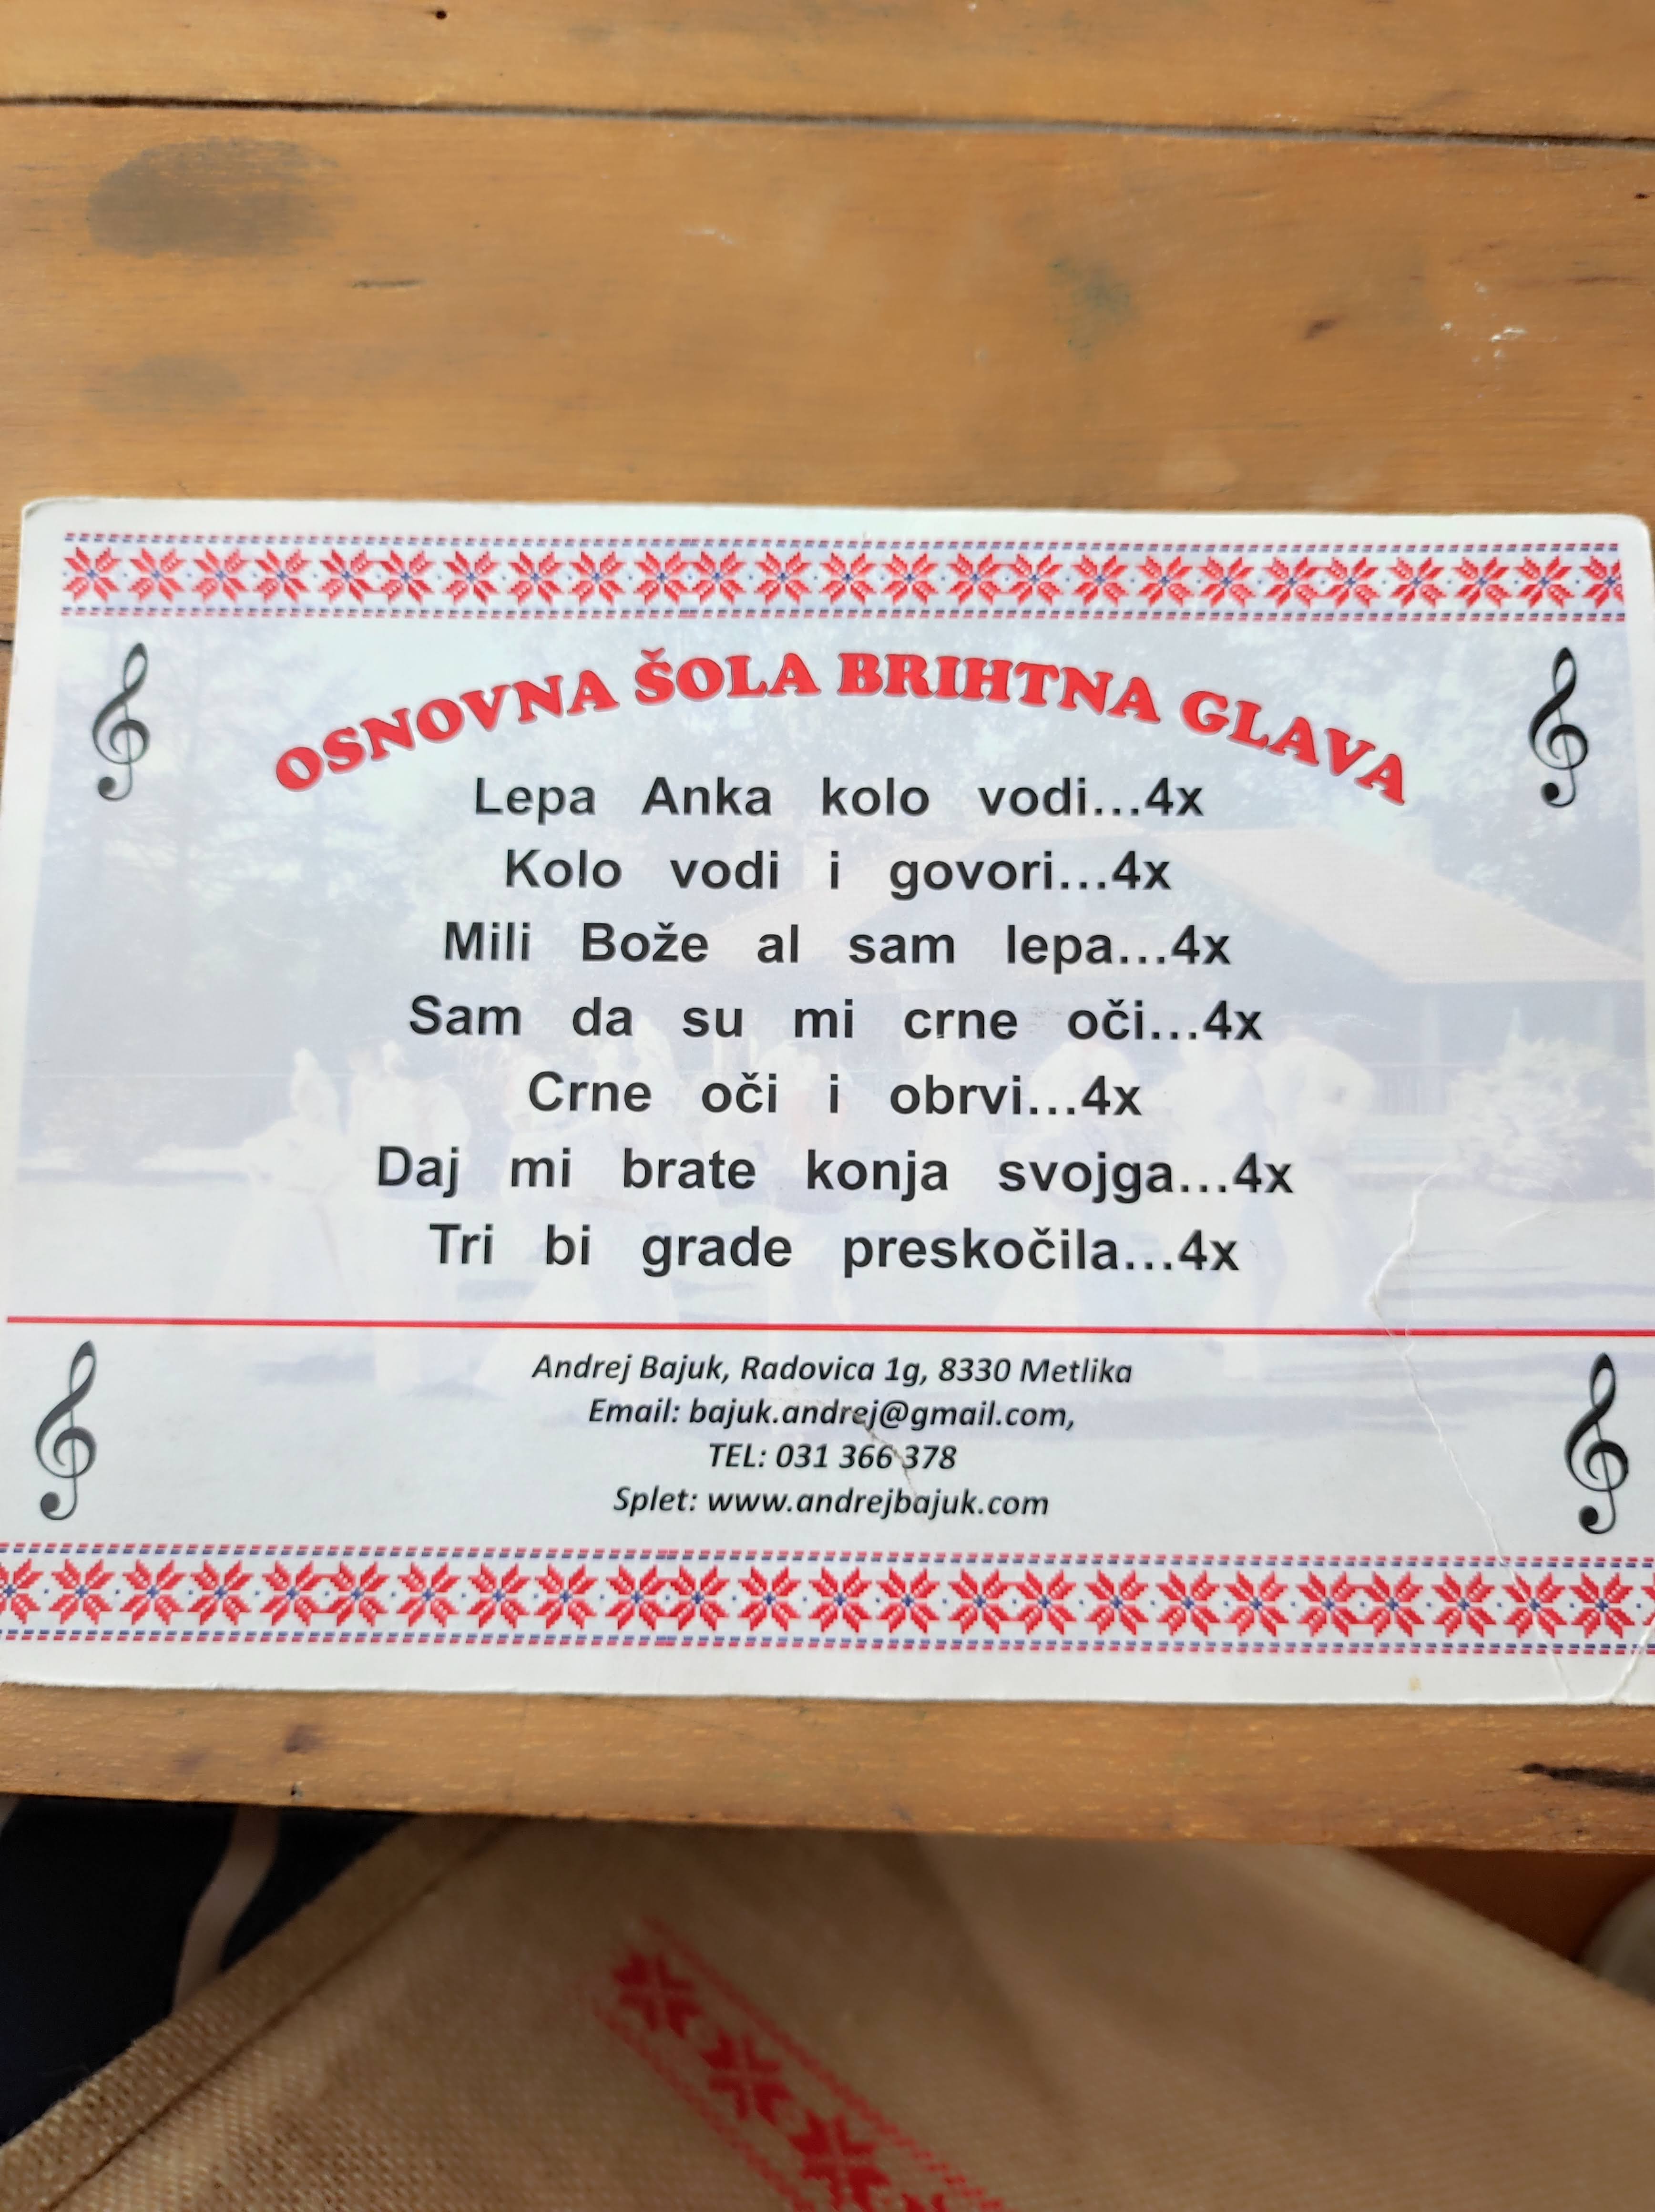 OSNOVNA ŠOLA BRIHTNA GLAVA
Lepa Anka kolo vodi...4x
Kolo vodi i govori...4x
Mili Bože al sam lepa...4x
Sam da su mi crne oči...4x
Crne oči i obrvi...4x
Daj mi brate konja svojga...4x
Tri bi grade preskočila...4x
Andrej Bajuk, Radovica 1g, 8330 Metlika
Email: bajuk.andrej@gmail.com,
TEL: 031 366 378
Splet: www.andrejbajuk.com